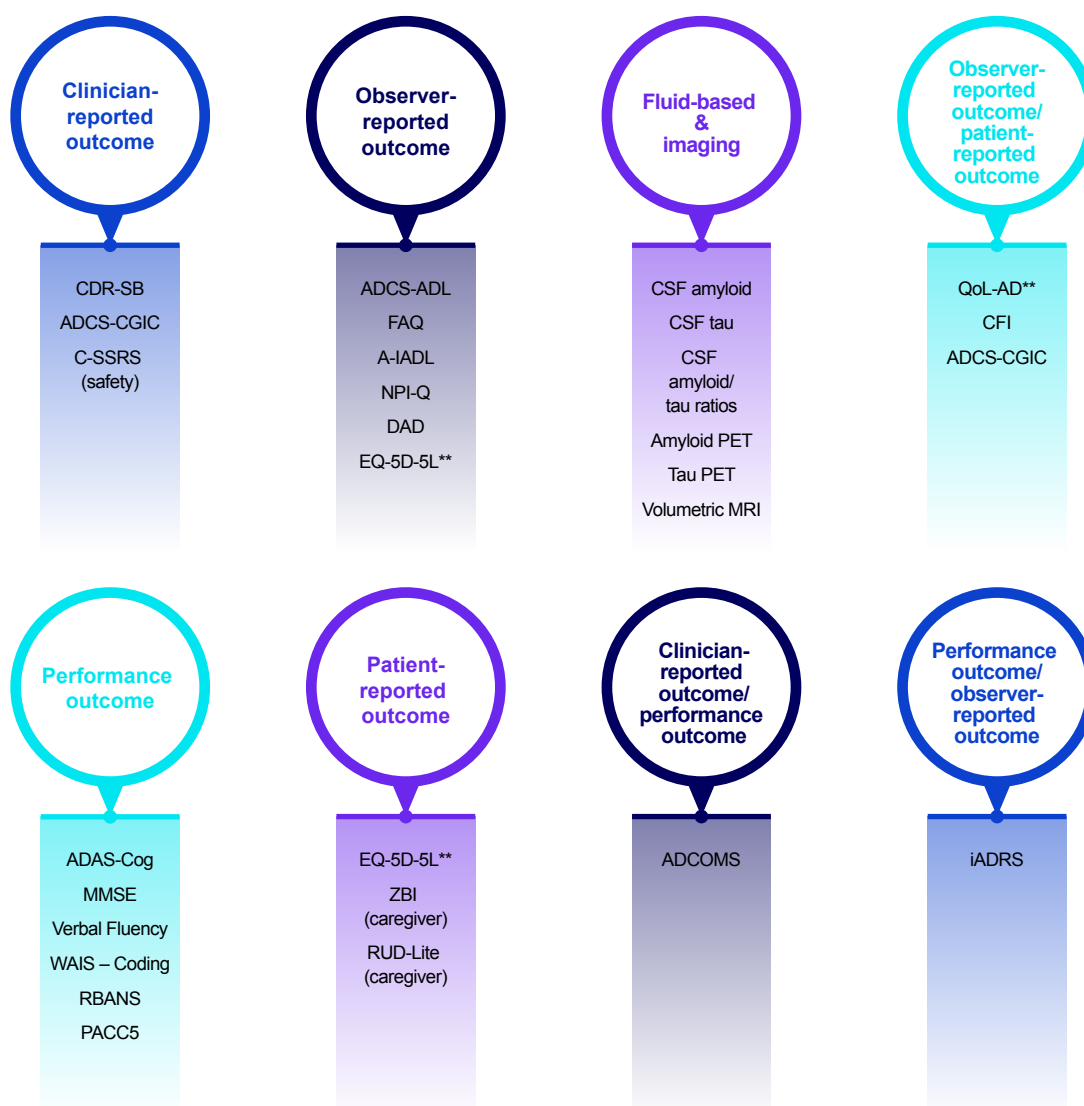 Clinician-
reported
outcome
CDR-SB
ADCS-CGIC
C-SSRS
(safety)
Observer-
reported
outcome
ADCS-ADL
FAQ
A-IADL
NPI-Q
DAD
EQ-5D-5L**
Fluid-based
&
imaging
CSF amyloid
CSF tau
CSF
amyloid/
tau ratios
Amyloid PET
Tau PET
Volumetric MRI
Observer-
reported
outcome/
patient-
reported
outcome
QoL-AD**
CFI
ADCS-CGIC
Performance
outcome
ADAS-Cog
MMSE
Verbal Fluency
WAIS – Coding
RBANS
PACC5
Patient-
reported
outcome
EQ-5D-5L**
ZBI
(caregiver)
RUD-Lite
(caregiver)
Clinician-
reported
outcome/
performance
outcome
ADCOMS
Performance
outcome/
observer-
reported
outcome
iADRS